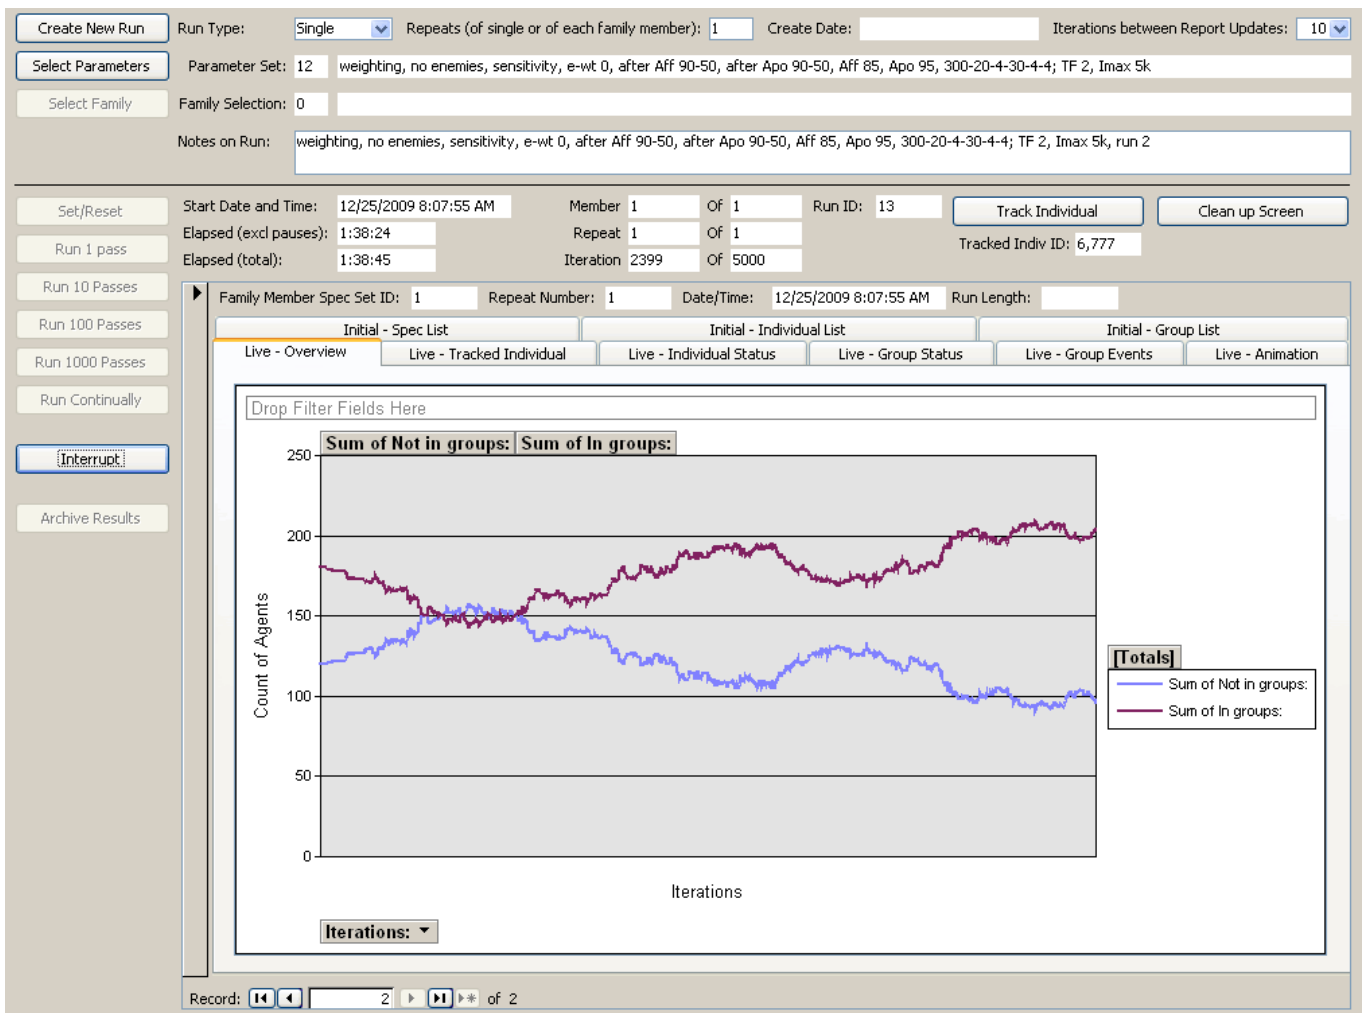 Create New Run Run Type: Single Repeats (of single or of each family member): 1 Create Date: Iterations between Report Updates: 10
Select Parameters Parameter Set: 12 weighting, no enemies, sensitivity, e-wt 0, after Aff 90-50, after Apo 90-50, Aff 85, Apo 95, 300-20-4-30-4-4; TF 2, Imax 5k
Select Family Family Selection: 0
Notes on Run: weighting, no enemies, sensitivity, e-wt 0, after Aff 90-50, after Apo 90-50, Aff 85, Apo 95, 300-20-4-30-4-4; TF 2, Imax 5k, run 2
Set/Reset Start Date and Time: 12/25/2009 8:07:55 AM Member 1 Of 1 Run ID: 13 Track Individual Clean up Screen
Run 1 pass Elapsed (excl pauses): 1:38:24 Repeat 1 Of 1 Tracked Indiv ID: 6,777
Elapsed (total): 1:38:45 Iteration 2399 Of 5000
Run 10 Passes Family Member Spec Set ID: 1 Repeat Number: 1 Date/Time: 12/25/2009 8:07:55 AM Run Length:
Run 100 Passes Initial - Spec List Initial - Individual List Initial - Group List
Run 1000 Passes Live - Overview Live - Tracked Individual Live - Individual Status Live - Group Status Live - Group Events Live - Animation
Run Continually
Interrupt
Archive Results
Drop Filter Fields Here
Sum of Not in groups: Sum of In groups:
250
200
150
100
50
0
Count of Agents
Iterations
[Totals]
Sum of Not in groups:
Sum of In groups:
Iterations:
Record: 2 of 2